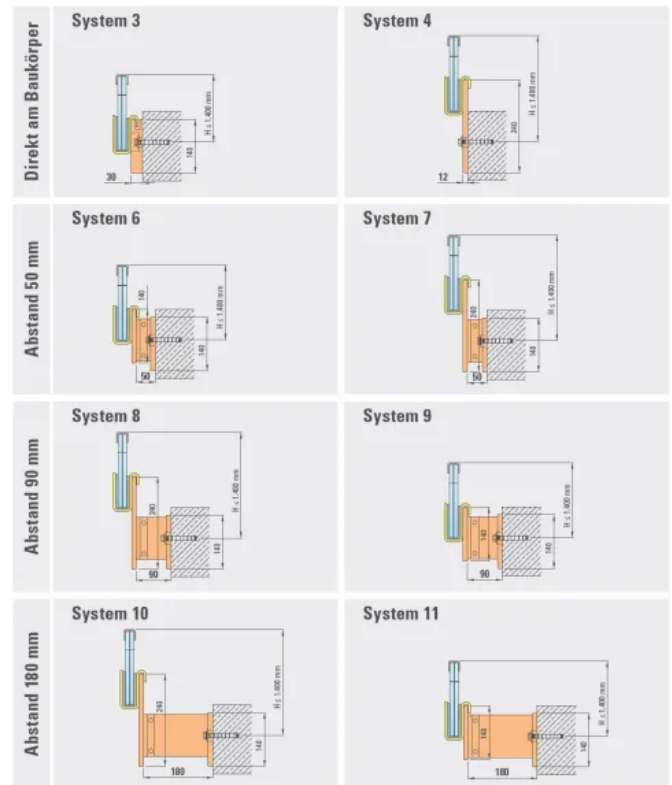 Direkt am Baukörper
System 3
H ≤ 1.400 mm
140
30
System 4
H ≤ 1.400 mm
240
12
Abstand 50 mm
System 6
140
H ≤ 1.400 mm
140
50
System 7
H ≤ 1.400 mm
240
140
50
Abstand 90 mm
System 8
H ≤ 1.400 mm
240
140
90
System 9
H ≤ 1.400 mm
140
140
90
Abstand 180 mm
System 10
H ≤ 1.400 mm
240
140
180
System 11
H ≤ 1.400 mm
140
140
180